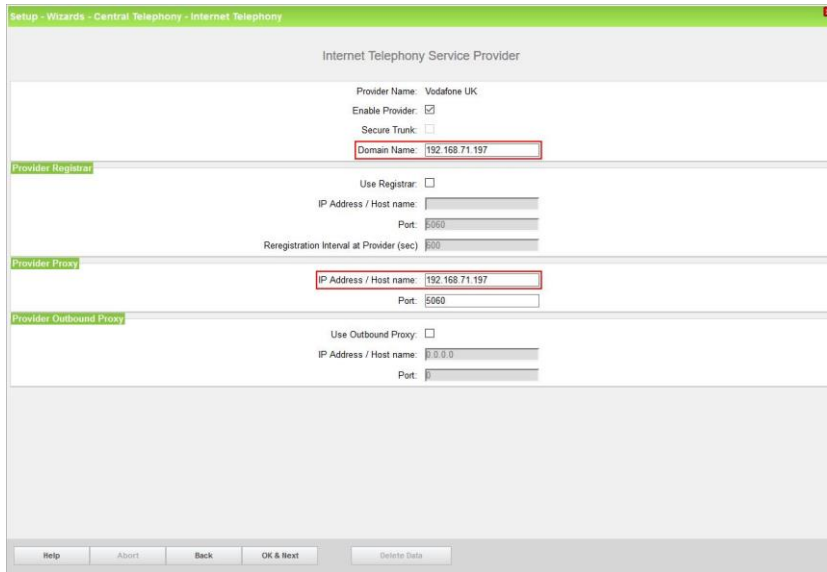 Setup - Wizards - Central Telephony - Internet Telephony
Internet Telephony Service Provider
Provider Name: Vodafone UK
Enable Provider:
Secure Trunk:
Domain Name: 192.168.71.197
Provider Registrar
Use Registrar:
IP Address / Host name:
Port: 5060
Reregistration Interval at Provider (sec) 600
Provider Proxy
IP Address / Host name: 192.168.71.197
Port: 5060
Provider Outbound Proxy
Use Outbound Proxy:
IP Address / Host name: 0.0.0.0
Port: 0
Help Abort Back OK & Next Delete Data